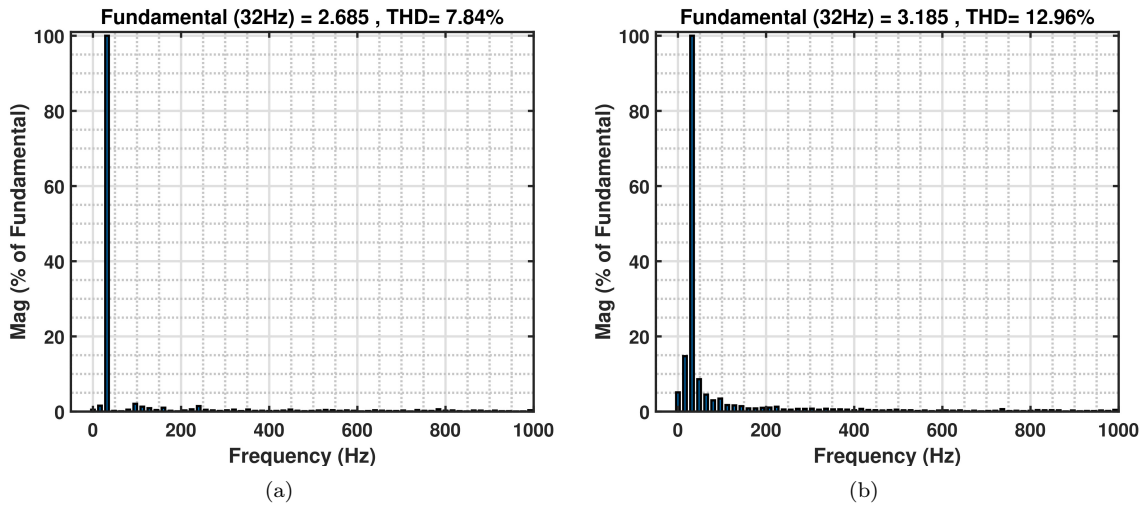 Fundamental (32Hz) = 2.685 , THD= 7.84%
100
80
60
40
20
0
Mag (% of Fundamental)
0 200 400 600 800 1000
Frequency (Hz)
(a)
Fundamental (32Hz) = 3.185 , THD= 12.96%
100
80
60
40
20
0
Mag (% of Fundamental)
0 200 400 600 800 1000
Frequency (Hz)
(b)